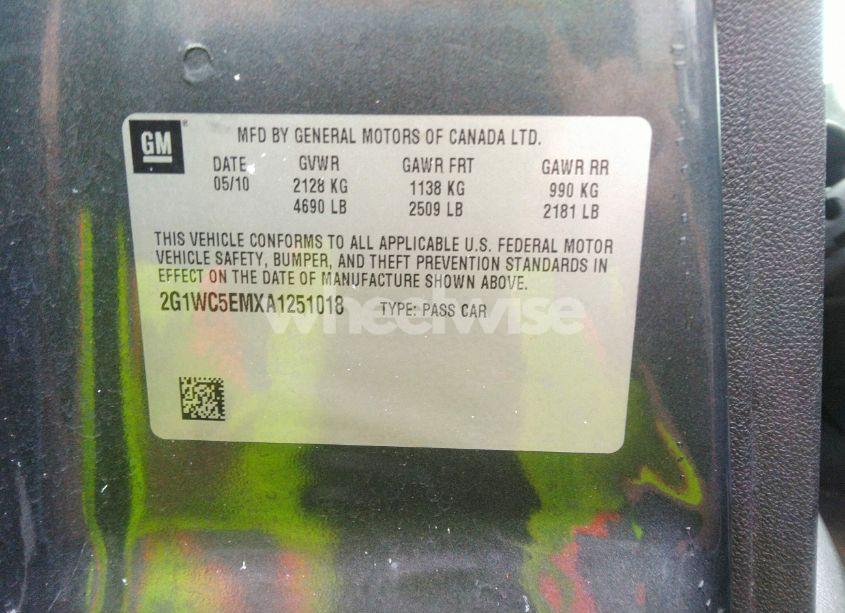 GM
MFD BY GENERAL MOTORS OF CANADA LTD.
DATE GVWR GAWR FRT GAWR RR
05/10 2128 KG 1138 KG 990 KG
4690 LB 2509 LB 2181 LB
THIS VEHICLE CONFORMS TO ALL APPLICABLE U.S. FEDERAL MOTOR
VEHICLE SAFETY, BUMPER, AND THEFT PREVENTION STANDARDS IN
EFFECT ON THE DATE OF MANUFACTURE SHOWN ABOVE.
2G1WC5EMXA1251018 TYPE: PASS CAR
wheelwise